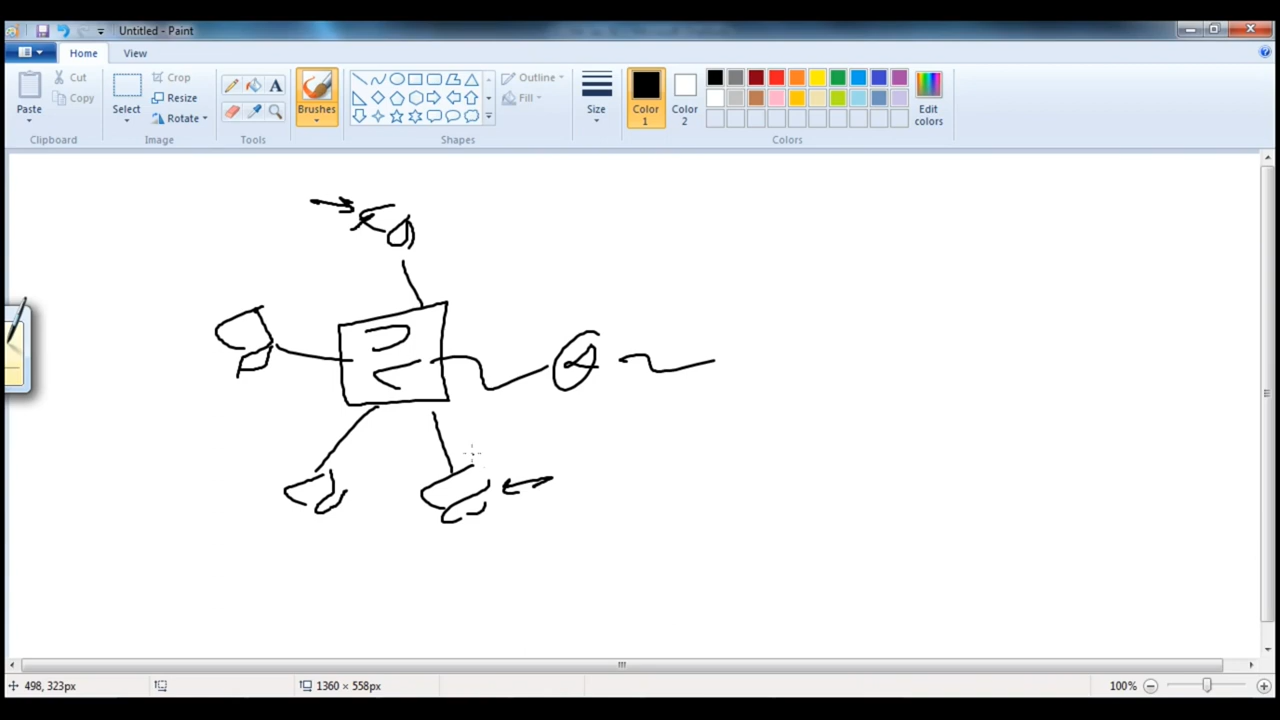 Untitled - Paint
Home View
Paste
Cut
Copy
Clipboard
Select
Crop
Resize
Rotate
Image
Tools
Brushes
Outline
Fill
Shapes
Size
Color 1
Color 2
Edit colors
Colors
498, 323px
1360 × 558px
100%